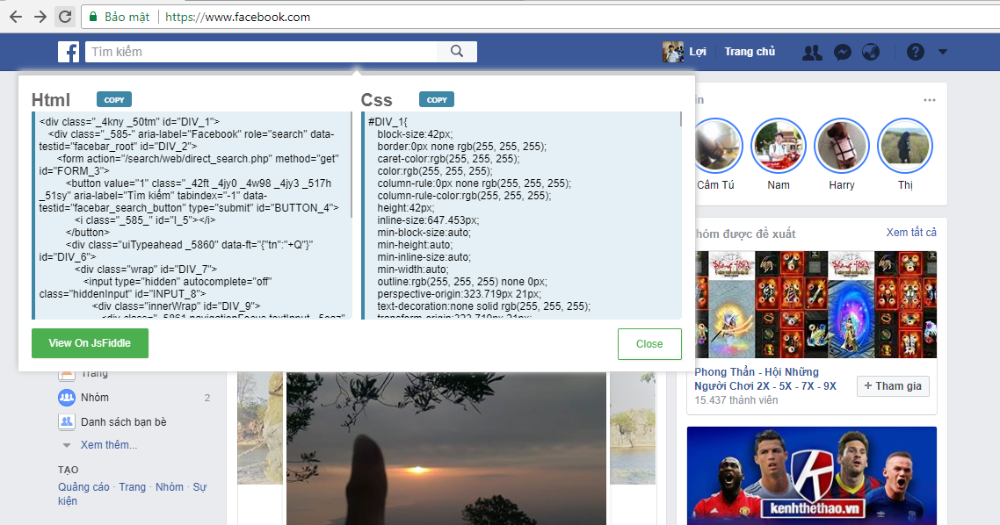 Bảo mật | https://www.facebook.com
f Tìm kiếm
Lợi Trang chủ
Html COPY
<div class="_4kny _50tm" id="DIV_1">
<div class="_585-" aria-label="Facebook" role="search" data-
testid="facebar_root" id="DIV_2">
<form action="/search/web/direct_search.php" method="get"
id="FORM_3">
<button value="1" class="_42ft _4jy0 _4w98 _4jy3 _517h
_51sy" aria-label="Tìm kiếm" tabindex="-1" data-
testid="facebar_search_button" type="submit" id="BUTTON_4">
<i class="_585_" id="I_5"></i>
</button>
<div class="uiTypeahead _5860" data-ft="{"tn":"+Q"}"
id="DIV_6">
<div class="wrap" id="DIV_7">
<input type="hidden" autocomplete="off"
class="hiddenInput" id="INPUT_8">
<div class="innerWrap" id="DIV_9">
Css COPY
#DIV_1{
block-size:42px;
border:0px none rgb(255, 255, 255);
caret-color:rgb(255, 255, 255);
color:rgb(255, 255, 255);
column-rule:0px none rgb(255, 255, 255);
column-rule-color:rgb(255, 255, 255);
height:42px;
inline-size:647.453px;
min-block-size:auto;
min-height:auto;
min-inline-size:auto;
min-width:auto;
outline:rgb(255, 255, 255) none 0px;
perspective-origin:323.719px 21px;
text-decoration:none solid rgb(255, 255, 255);
transform-origin:323.719px 21px;
View On JsFiddle
Close
Trang
Nhóm 2
Danh sách bạn bè
Xem thêm...
TẠO
Quảng cáo · Trang · Nhóm · Sự
kiện
in
Cẩm Tú Nam Harry Thị
hóm được đề xuất Xem tất cả
Phong Thần - Hội Những
Người Chơi 2X - 5X - 7X - 9X
15.437 thành viên
+ Tham gia
K
kenhthethao.vn